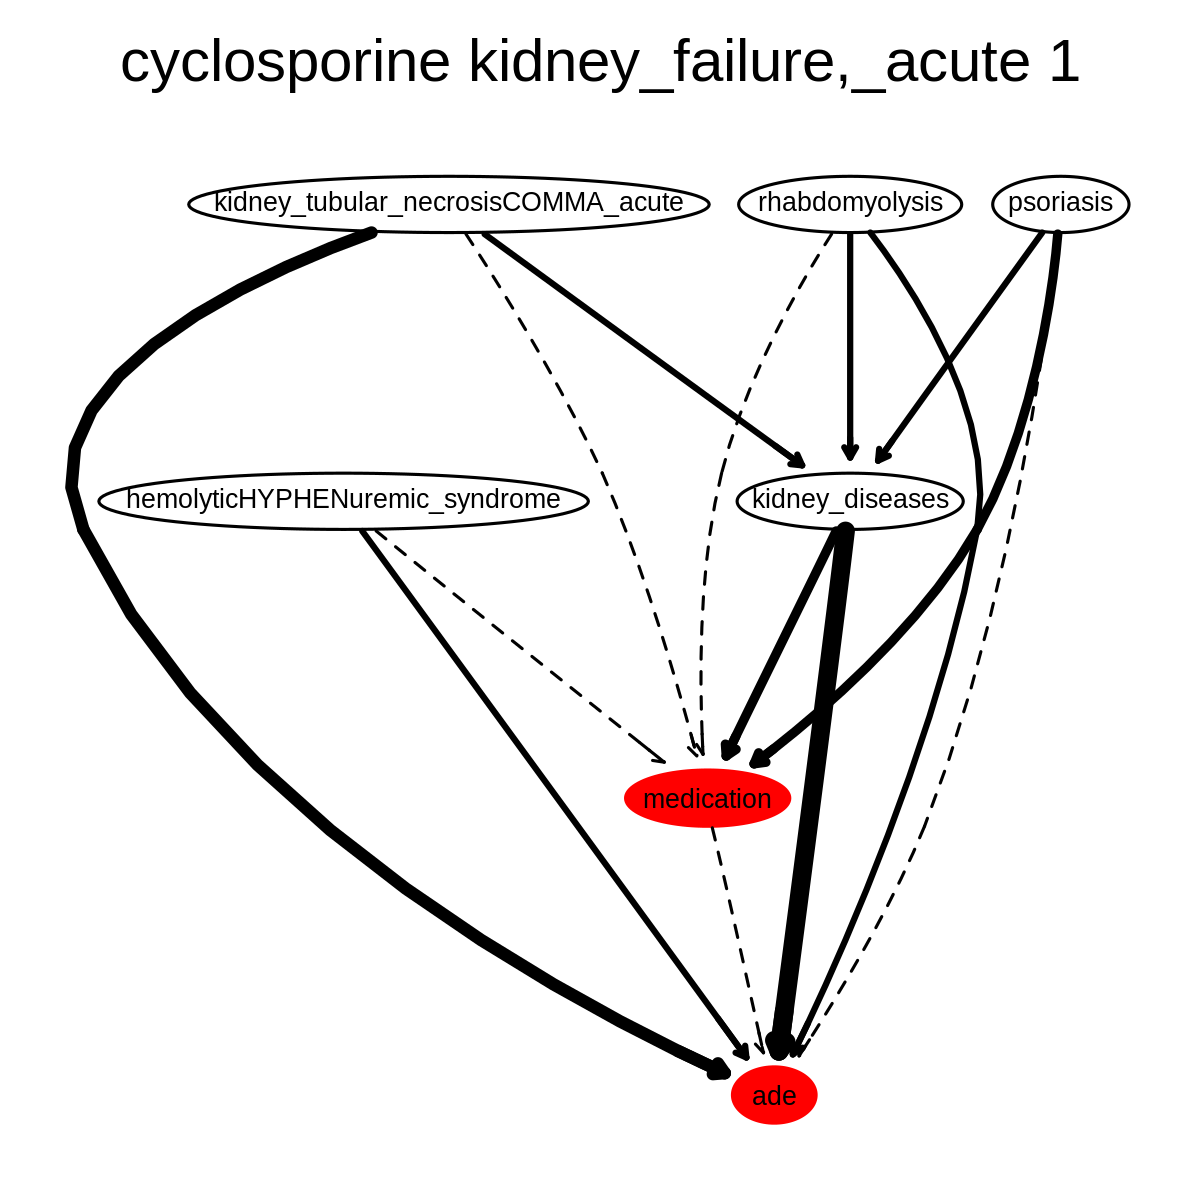 cyclosporine kidney_failure,_acute 1
kidney_tubular_necrosisCOMMA_acute
rhabdomyolysis
psoriasis
hemolyticHYPHENuremic_syndrome
kidney_diseases
medication
ade